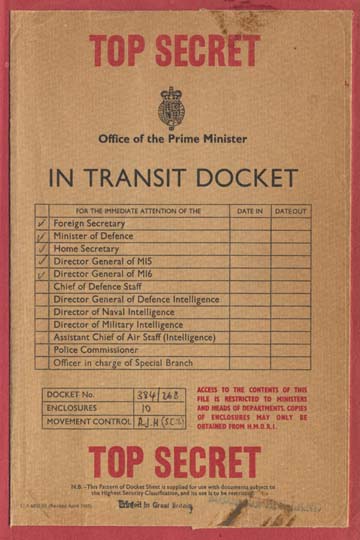 TOP SECRET
Office of the Prime Minister
IN TRANSIT DOCKET
FOR THE IMMEDIATE ATTENTION OF THE DATE IN DATE OUT
✓ Foreign Secretary
✓ Minister of Defence
✓ Home Secretary
✓ Director General of MI5
✓ Director General of MI6
Chief of Defence Staff
Director General of Defence Intelligence
Director of Naval Intelligence
Director of Military Intelligence
Assistant Chief of Air Staff (Intelligence)
Police Commissioner
Officer in charge of Special Branch
DOCKET No. 384/268
ENCLOSURES 10
MOVEMENT CONTROL
ACCESS TO THE CONTENTS OF THIS
FILE IS RESTRICTED TO MINISTERS
AND HEADS OF DEPARTMENTS. COPIES
OF ENCLOSURES MAY ONLY BE
OBTAINED FROM H.M.D.R.I.
TOP SECRET
N.B.-This Pattern of Docket Sheet is supplied for use with documents subject to
the Highest Security Classification, and its use is to be restricted
Printed in Great Britain